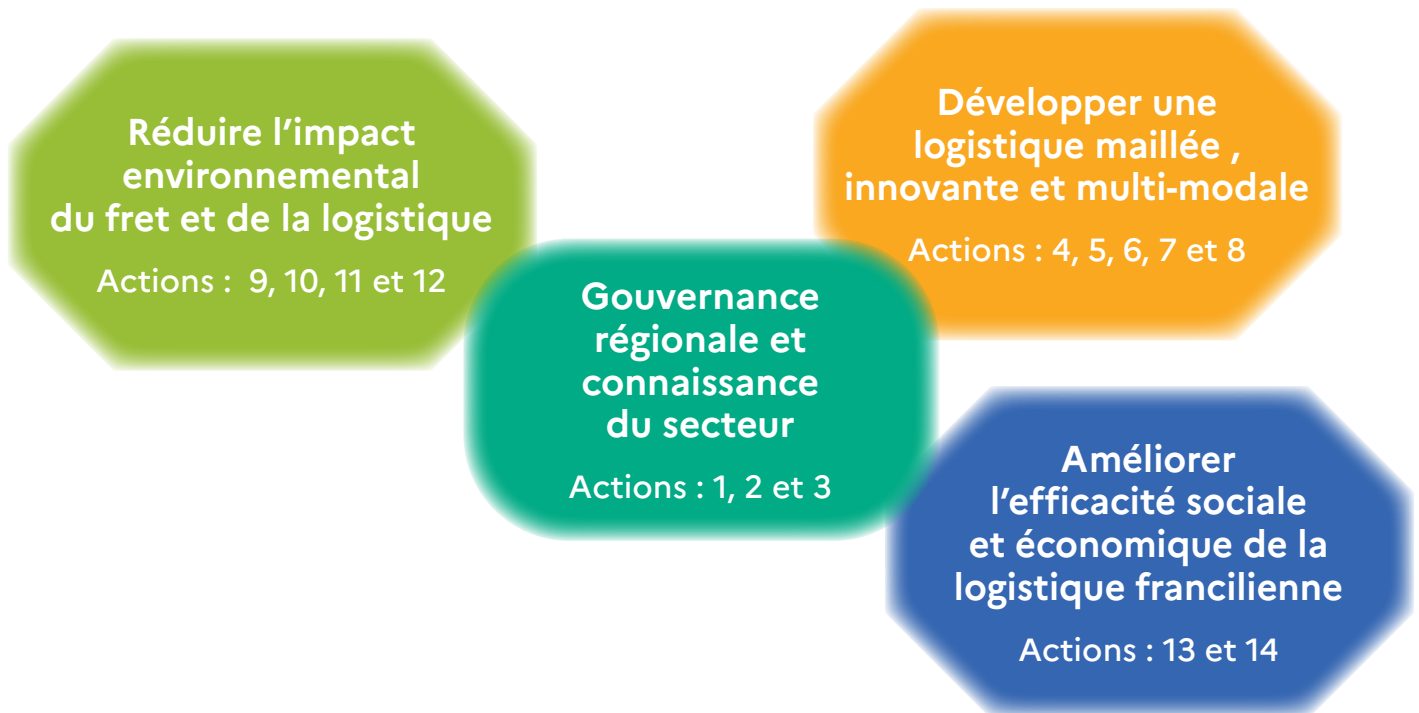 Réduire l’impact
environnemental
du fret et de la logistique
Actions : 9, 10, 11 et 12
Développer une
logistique maillée ,
innovante et multi-modale
Actions : 4, 5, 6, 7 et 8
Gouvernance
régionale et
connaissance
du secteur
Actions : 1, 2 et 3
Améliorer
l’efficacité sociale
et économique de la
logistique francilienne
Actions : 13 et 14